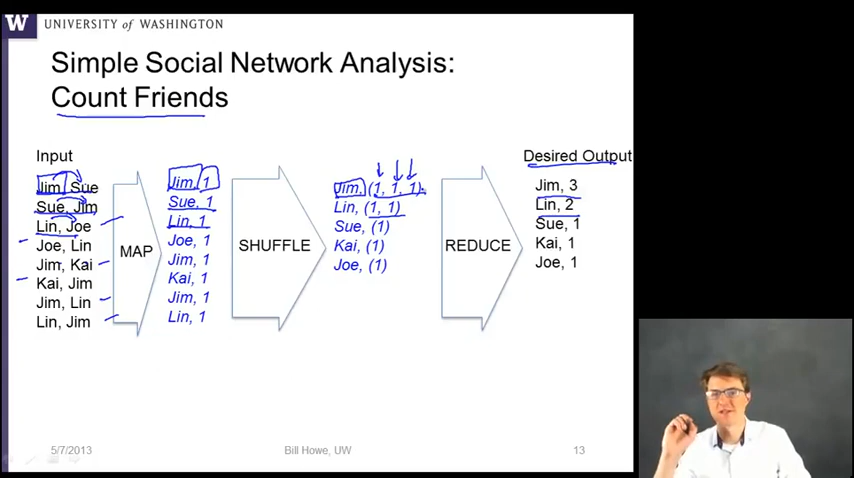 W UNIVERSITY of WASHINGTON
Simple Social Network Analysis:
Count Friends
Input
Jim, Sue
Sue, Jim
Lin, Joe
Joe, Lin
Jim, Kai
Kai, Jim
Jim, Lin
Lin, Jim
MAP
Jim, 1
Sue, 1
Lin, 1
Joe, 1
Jim, 1
Kai, 1
Jim, 1
Lin, 1
SHUFFLE
Jim, (1, 1, 1)
Lin, (1, 1)
Sue, (1)
Kai, (1)
Joe, (1)
REDUCE
Desired Output
Jim, 3
Lin, 2
Sue, 1
Kai, 1
Joe, 1
5/7/2013
Bill Howe, UW
13